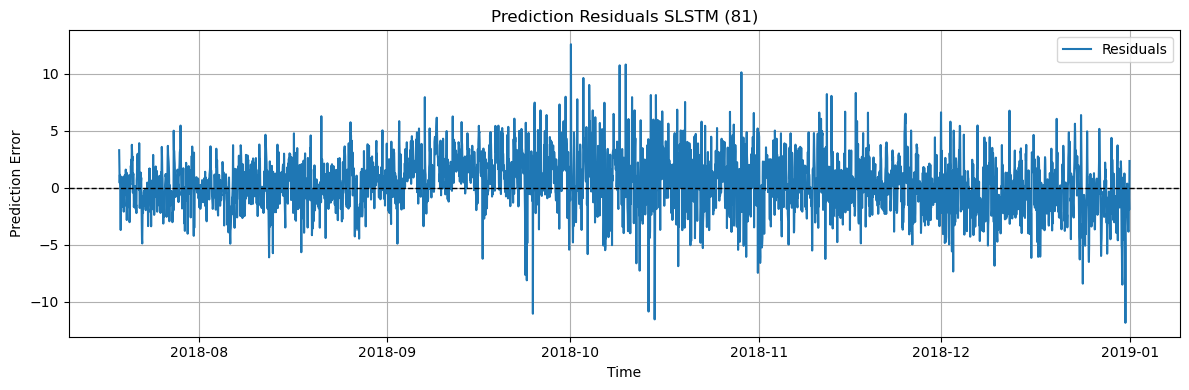 Prediction Residuals SLSTM (81)
Residuals
Prediction Error
10
5
0
−5
−10
2018-08
2018-09
2018-10
2018-11
2018-12
2019-01
Time